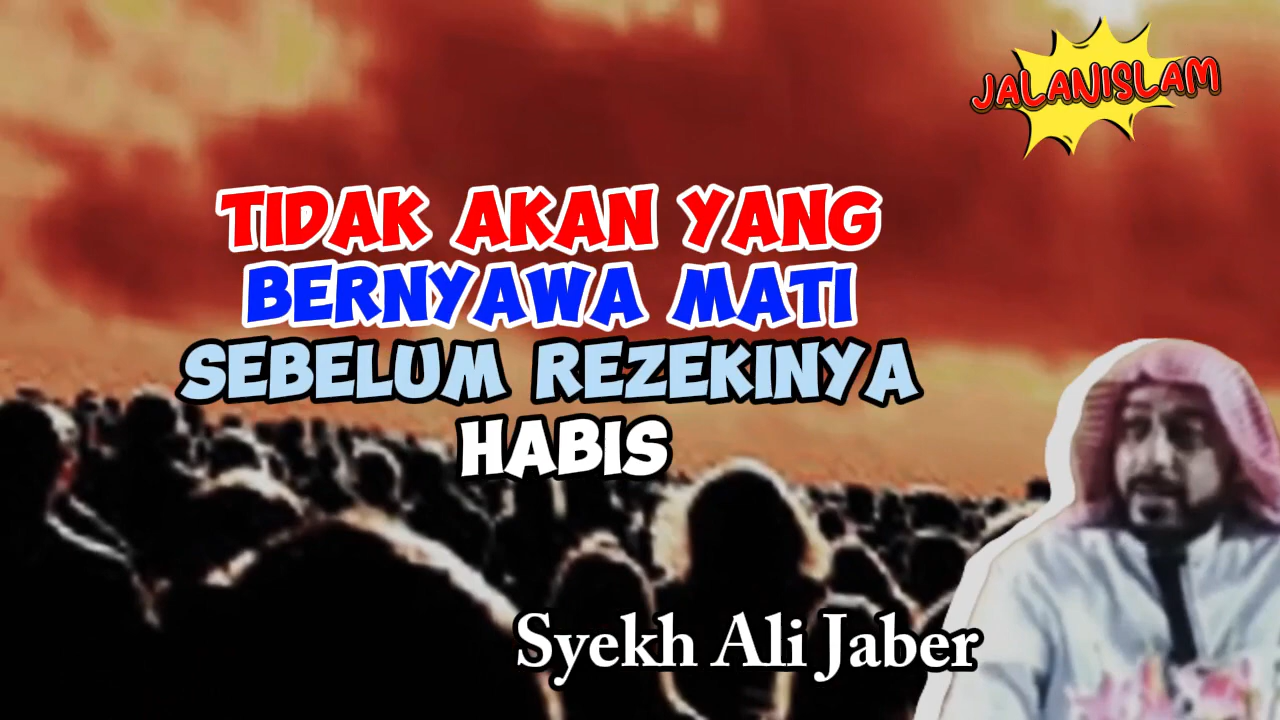 JALANISLAM
TIDAK AKAN YANG
BERNYAWA MATI
SEBELUM REZEKINYA
HABIS
Syekh Ali Jaber